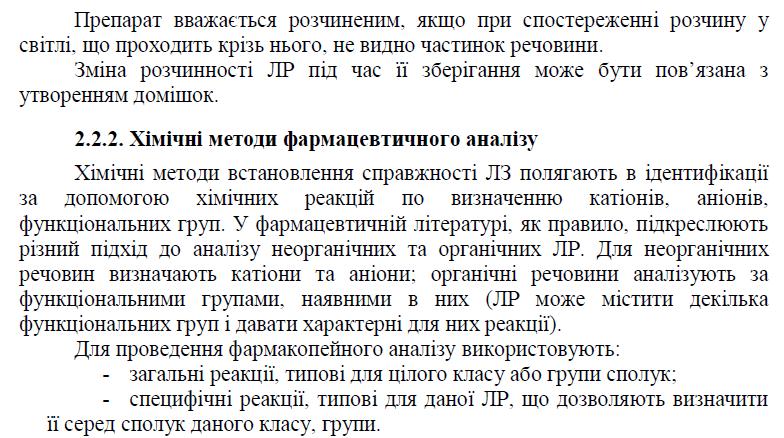 Препарат вважається розчиненим, якщо при спостереженні розчину у
світлі, що проходить крізь нього, не видно частинок речовини.
Зміна розчинності ЛР під час її зберігання може бути пов’язана з
утворенням домішок.
2.2.2. Хімічні методи фармацевтичного аналізу
Хімічні методи встановлення справжності ЛЗ полягають в ідентифікації
за допомогою хімічних реакцій по визначенню катіонів, аніонів,
функціональних груп. У фармацевтичній літературі, як правило, підкреслюють
різний підхід до аналізу неорганічних та органічних ЛР. Для неорганічних
речовин визначають катіони та аніони; органічні речовини аналізують за
функціональними групами, наявними в них (ЛР може містити декілька
функціональних груп і давати характерні для них реакції).
Для проведення фармакопейного аналізу використовують:
- загальні реакції, типові для цілого класу або групи сполук;
- специфічні реакції, типові для даної ЛР, що дозволяють визначити
її серед сполук даного класу, групи.